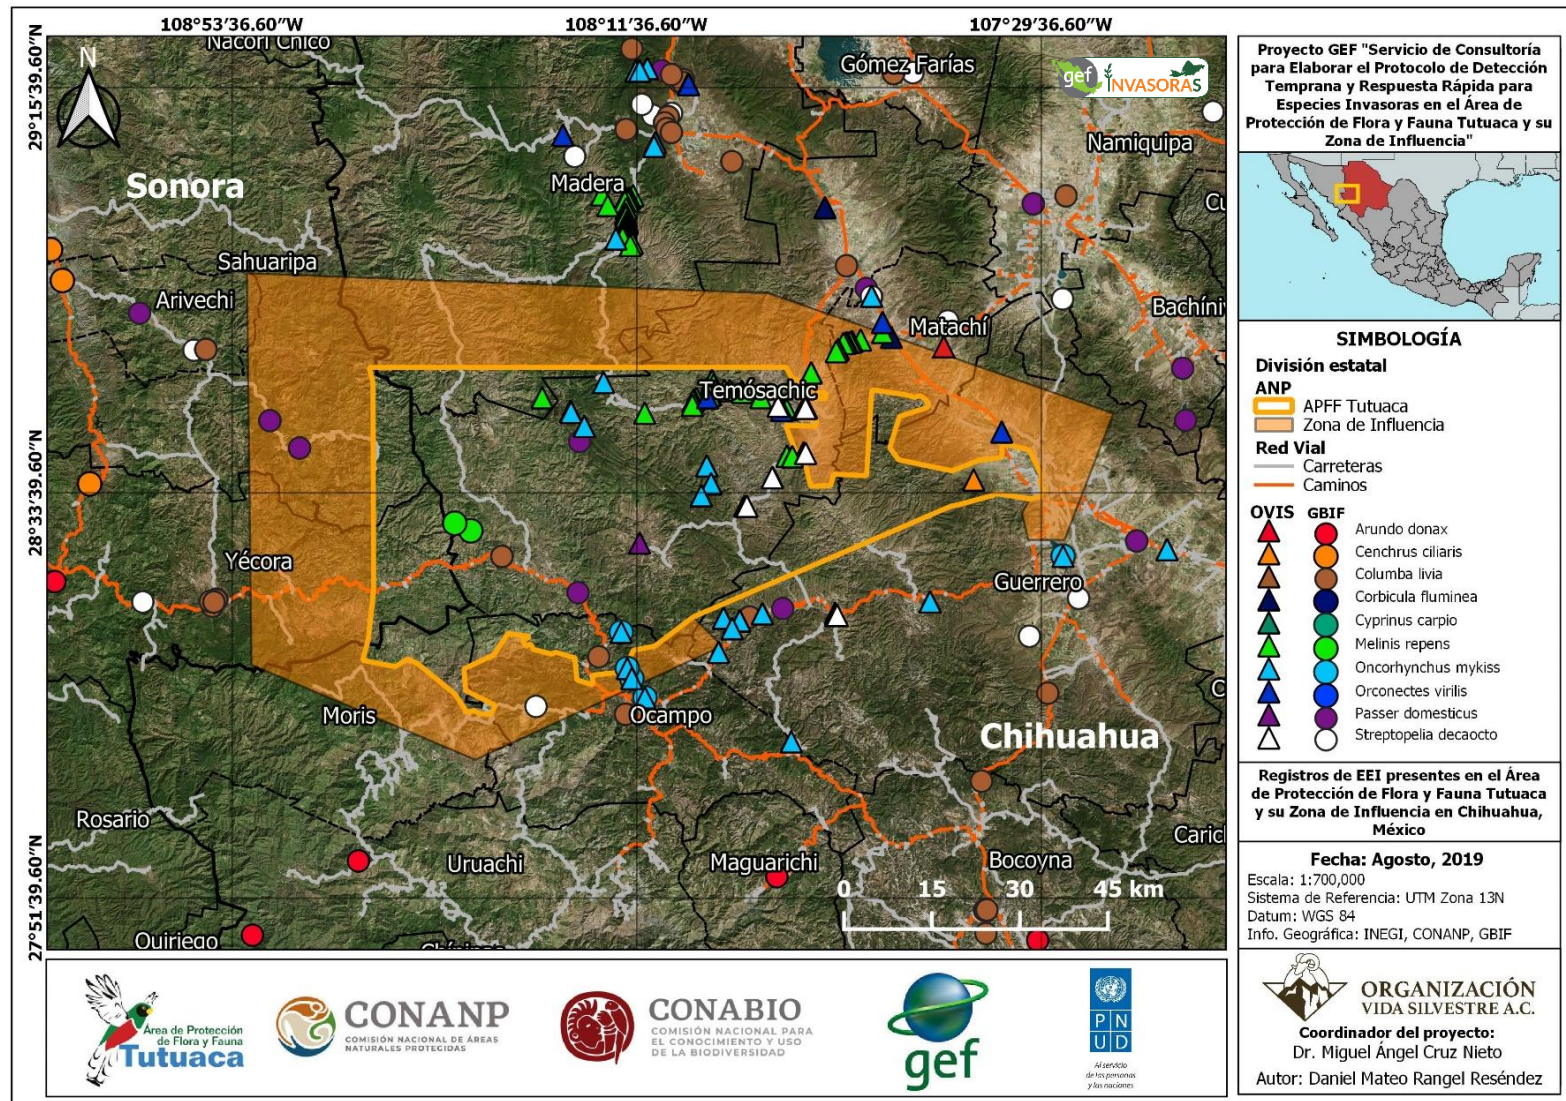 108°53′36.60″W
108°11′36.60″W
107°29′36.60″W
29°15′39.60″N
28°33′39.60″N
27°51′39.60″N
N
Nácori Chico
Gómez Farías
gef INVASORAS
Namiquipa
Sonora
Madera
Sahuaripa
Arivechi
Bachíniv
Matachí
Temósachic
Yécora
Guerrero
Moris
Ocampo
Chihuahua
Rosario
Uruachi
Maguarichi
Bocoyna
Caric
Quiriego
0 15 30 45 km
Proyecto GEF "Servicio de Consultoría
para Elaborar el Protocolo de Detección
Temprana y Respuesta Rápida para
Especies Invasoras en el Área de
Protección de Flora y Fauna Tutuaca y su
Zona de Influencia"
SIMBOLOGÍA
División estatal
ANP
APFF Tutuaca
Zona de Influencia
Red Vial
Carreteras
Caminos
OVIS GBIF
Arundo donax
Cenchrus ciliaris
Columba livia
Corbicula fluminea
Cyprinus carpio
Melinis repens
Oncorhynchus mykiss
Orconectes virilis
Passer domesticus
Streptopelia decaocto
Registros de EEI presentes en el Área
de Protección de Flora y Fauna Tutuaca
y su Zona de Influencia en Chihuahua,
México
Fecha: Agosto, 2019
Escala: 1:700,000
Sistema de Referencia: UTM Zona 13N
Datum: WGS 84
Info. Geográfica: INEGI, CONANP, GBIF
ORGANIZACIÓN
VIDA SILVESTRE A.C.
Coordinador del proyecto:
Dr. Miguel Ángel Cruz Nieto
Autor: Daniel Mateo Rangel Reséndez
Área de Protección
de Flora y Fauna
Tutuaca
CONANP
COMISIÓN NACIONAL DE ÁREAS
NATURALES PROTEGIDAS
CONABIO
COMISIÓN NACIONAL PARA
EL CONOCIMIENTO Y USO
DE LA BIODIVERSIDAD
gef
P N
U D
Al servicio
de las personas
y las naciones